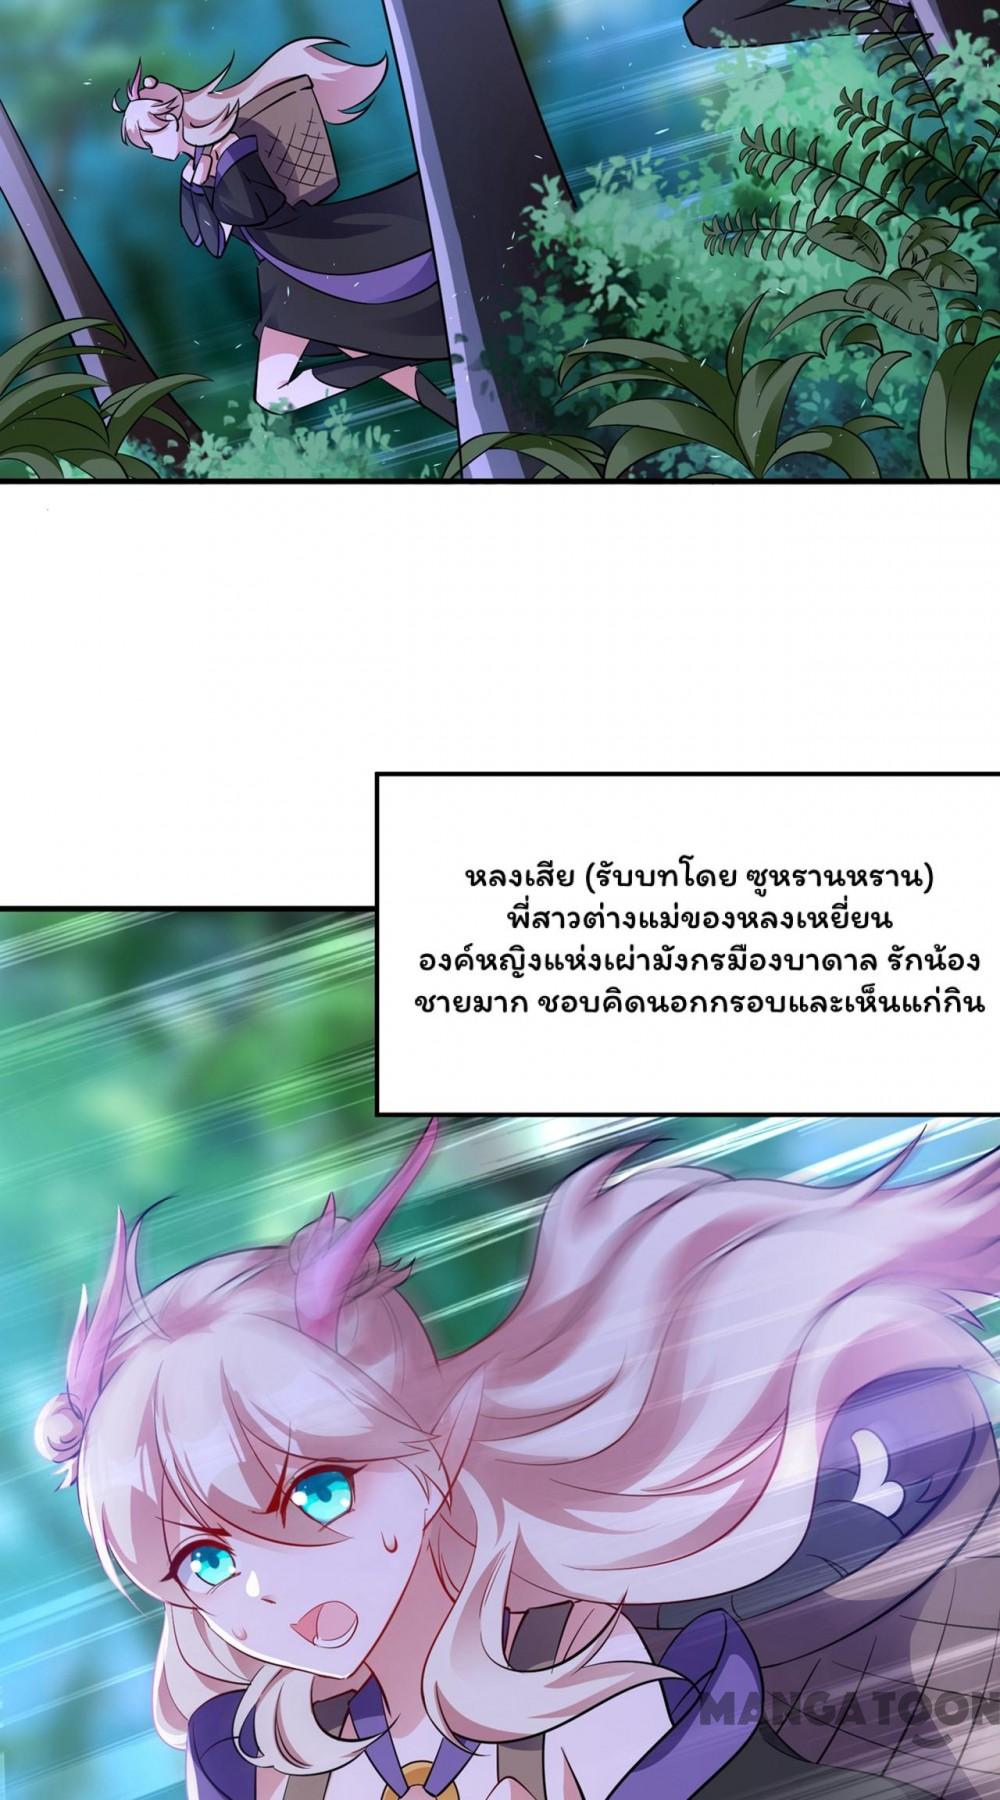 หลงเสีย (รับบทโดย ซูหรานหราน)
พี่สาวต่างแม่ของหลงเหยี่ยน
องค์หญิงแห่งเผ่ามังกรมืองบาดาล รักน้อง
ชายมาก ชอบคิดนอกกรอบและเห็นแก่กิน
MANGATOON